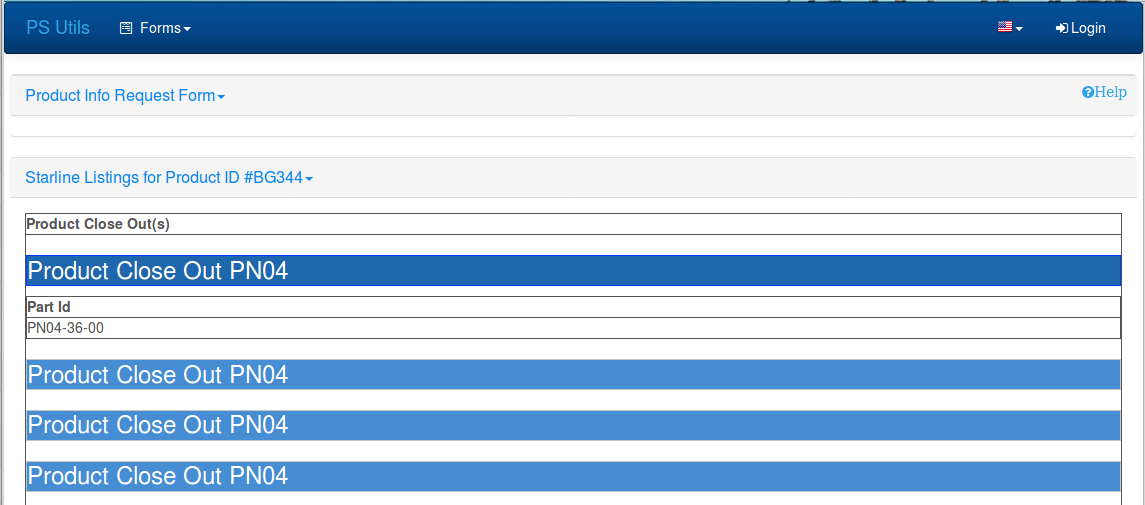 PS Utils Forms Login
Product Info Request Form Help
Starline Listings for Product ID #BG344
Product Close Out(s)
Product Close Out PN04
Part Id
PN04-36-00
Product Close Out PN04
Product Close Out PN04
Product Close Out PN04